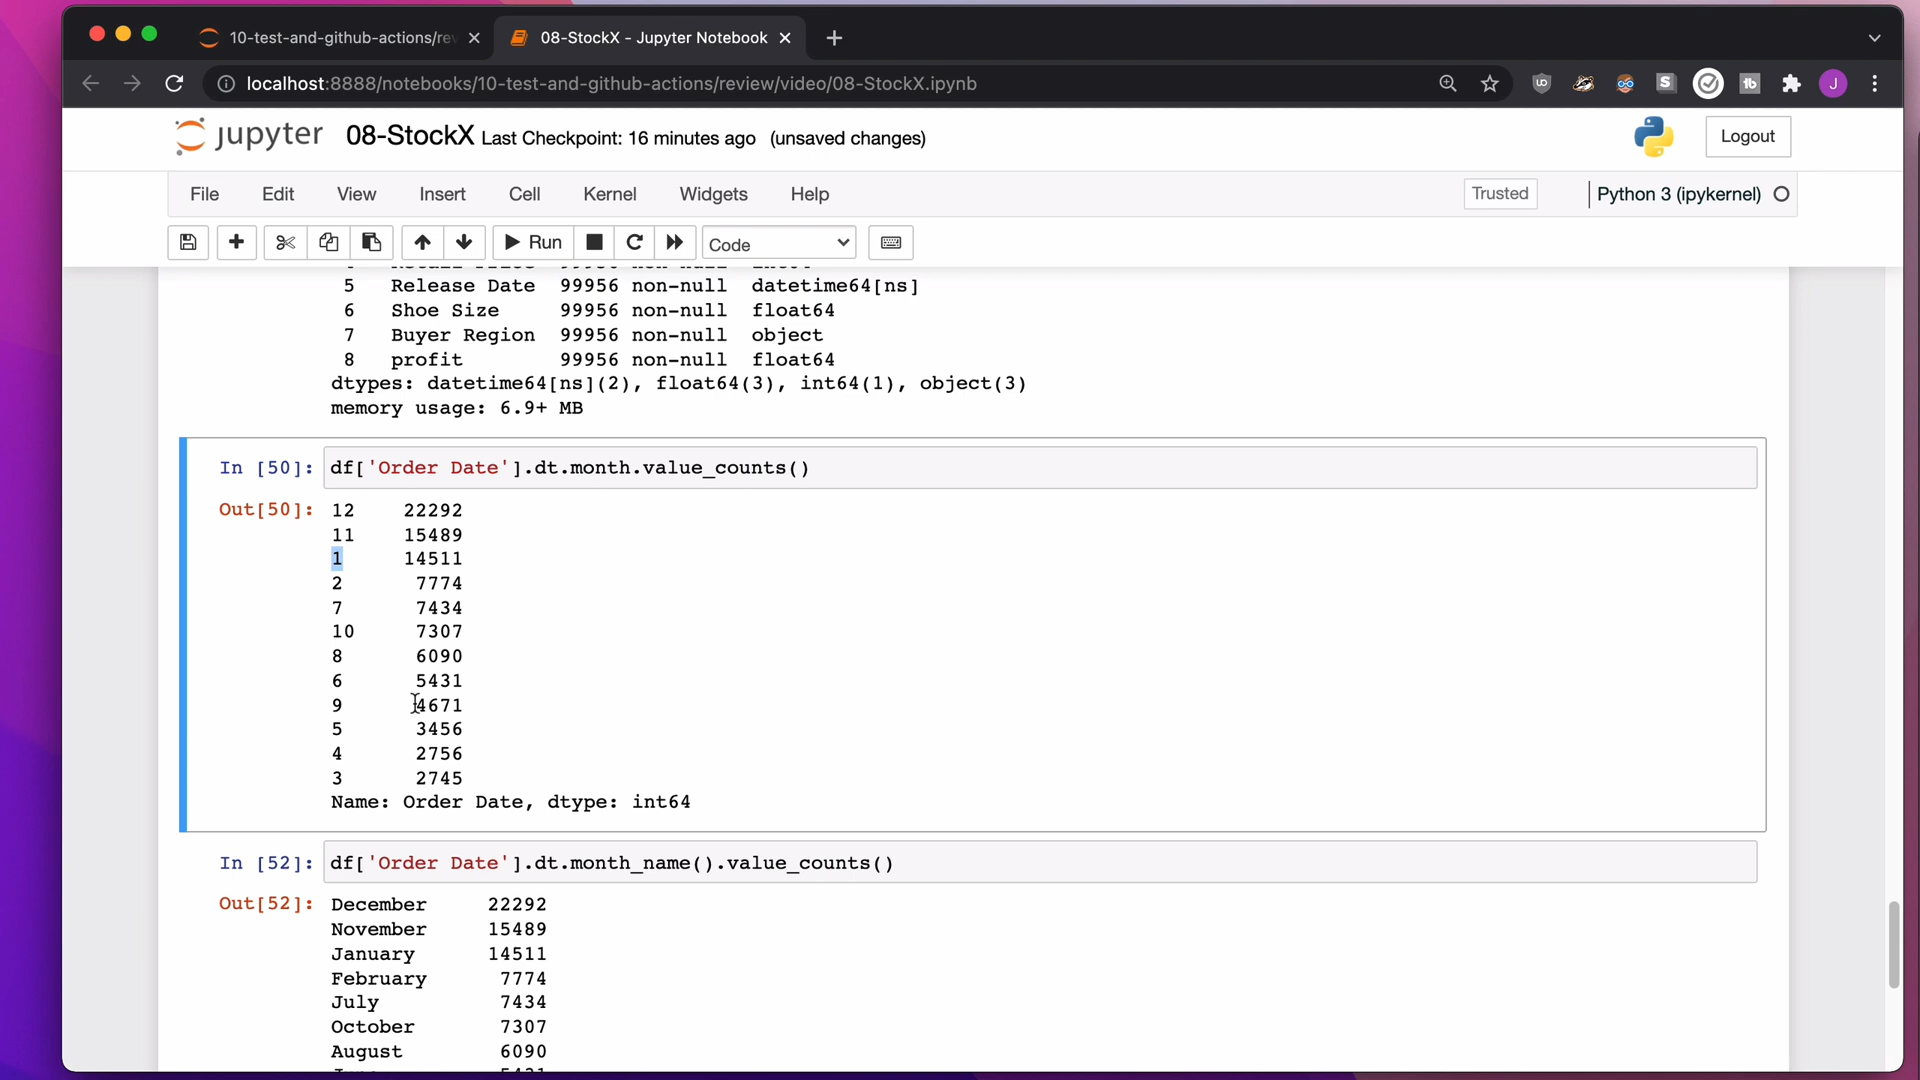 10-test-and-github-actions/re
08-StockX - Jupyter Notebook
localhost:8888/notebooks/10-test-and-github-actions/review/video/08-StockX.ipynb
J
jupyter 08-StockX Last Checkpoint: 16 minutes ago (unsaved changes)
Logout
File Edit View Insert Cell Kernel Widgets Help
Trusted
Python 3 (ipykernel)
Run
Code
5 Release Date 99956 non-null datetime64[ns]
6 Shoe Size 99956 non-null float64
7 Buyer Region 99956 non-null object
8 profit 99956 non-null float64
dtypes: datetime64[ns](2), float64(3), int64(1), object(3)
memory usage: 6.9+ MB
In [50]: df['Order Date'].dt.month.value_counts()
Out[50]: 12 22292
11 15489
1 14511
2 7774
7 7434
10 7307
8 6090
6 5431
9 4671
5 3456
4 2756
3 2745
Name: Order Date, dtype: int64
In [52]: df['Order Date'].dt.month_name().value_counts()
Out[52]: December 22292
November 15489
January 14511
February 7774
July 7434
October 7307
August 6090